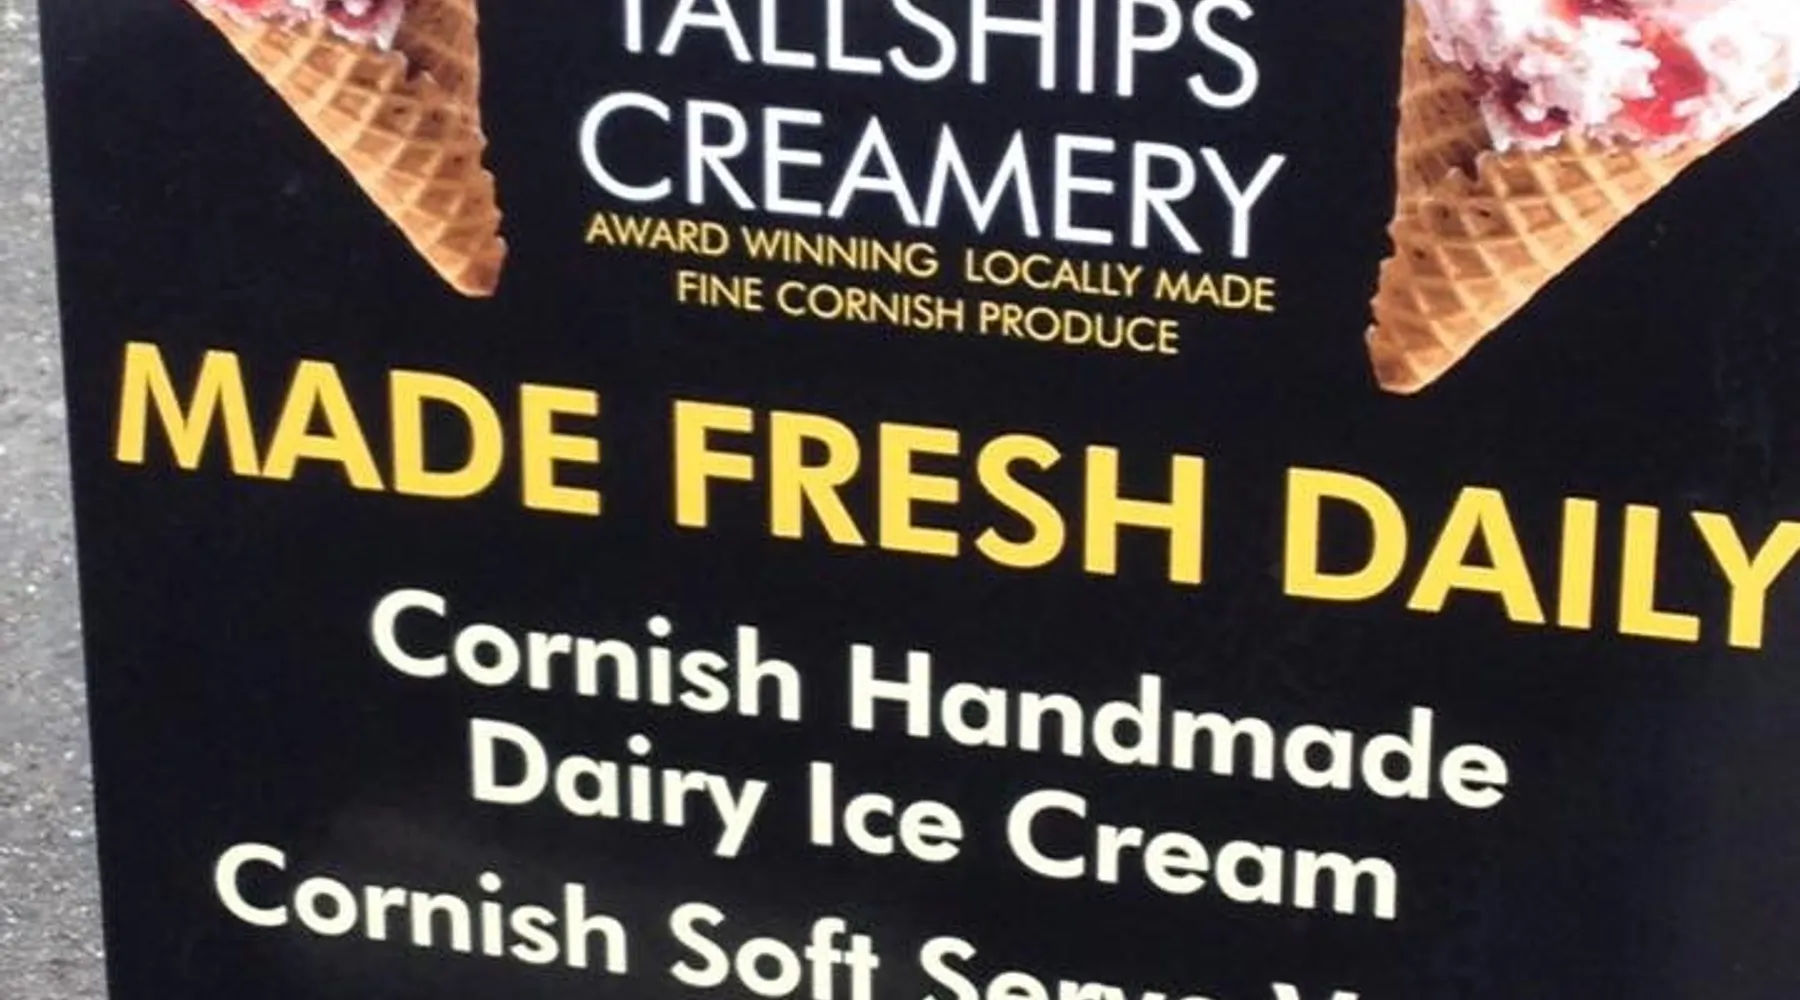 TALLSHIPS
CREAMERY
AWARD WINNING LOCALLY MADE
FINE CORNISH PRODUCE
MADE FRESH DAILY
Cornish Handmade
Dairy Ice Cream
Cornish Soft Serve